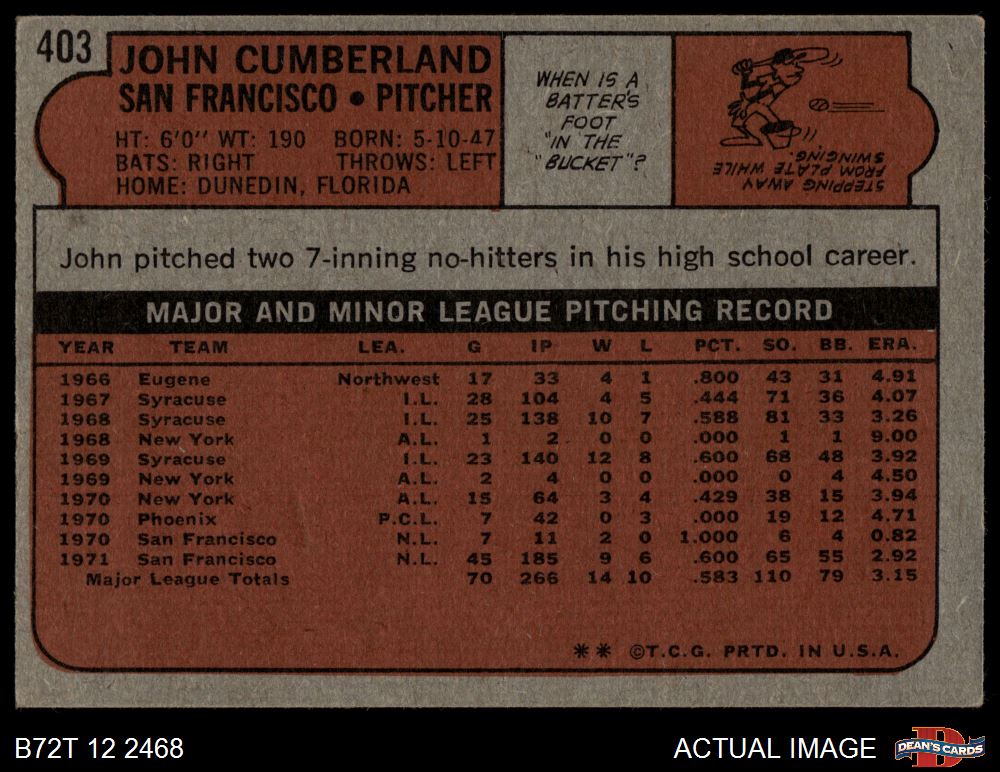 403
JOHN CUMBERLAND
SAN FRANCISCO • PITCHER
HT: 6'0" WT: 190 BORN: 5-10-47
BATS: RIGHT THROWS: LEFT
HOME: DUNEDIN, FLORIDA
WHEN IS A
BATTER'S
FOOT
"IN THE
"BUCKET"?
STEPPING AWAY
FROM PLATE WHILE
SWINGING.
John pitched two 7-inning no-hitters in his high school career.
MAJOR AND MINOR LEAGUE PITCHING RECORD
YEAR TEAM LEA. G IP W L PCT. SO. BB. ERA.
1966 Eugene Northwest 17 33 4 1 .800 43 31 4.91
1967 Syracuse I.L. 28 104 4 5 .444 71 36 4.07
1968 Syracuse I.L. 25 138 10 7 .588 81 33 3.26
1968 New York A.L. 1 2 0 0 .000 1 1 9.00
1969 Syracuse I.L. 23 140 12 8 .600 68 48 3.92
1969 New York A.L. 2 4 0 0 .000 0 4 4.50
1970 New York A.L. 15 64 3 4 .429 38 15 3.94
1970 Phoenix P.C.L. 7 42 0 3 .000 19 12 4.71
1970 San Francisco N.L. 7 11 2 0 1.000 6 4 0.82
1971 San Francisco N.L. 45 185 9 6 .600 65 55 2.92
Major League Totals 70 266 14 10 .583 110 79 3.15
** ©T.C.G. PRTD. IN U.S.A.
B72T 12 2468
ACTUAL IMAGE
DEAN'S CARDS